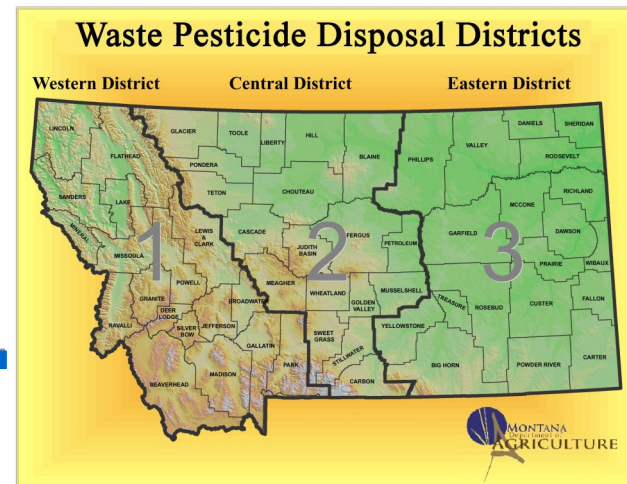 Waste Pesticide Disposal Districts
Western District Central District Eastern District
LINCOLN
FLATHEAD
GLACIER
TOOLE
LIBERTY
HILL
BLAINE
PHILLIPS
VALLEY
DANIELS
SHERIDAN
ROOSEVELT
PONDERA
TETON
CHOUTEAU
SANDERS
LAKE
MINERAL
MISSOULA
LEWIS
&
CLARK
POWELL
1
CASCADE
JUDITH
BASIN
FERGUS
PETROLEUM
2
GARFIELD
MCCONE
RICHLAND
DAWSON
PRAIRIE
WIBAUX
3
GRANITE
DEER
LODGE
RAVALLI
SILVER
BOW
JEFFERSON
BROADWATER
MEAGHER
WHEATLAND
GOLDEN
VALLEY
MUSSELSHELL
TREASURE
ROSEBUD
CUSTER
FALLON
BEAVERHEAD
MADISON
GALLATIN
PARK
SWEET
GRASS
STILLWATER
CARBON
YELLOWSTONE
BIG HORN
POWDER RIVER
CARTER
MONTANA
Department of
AGRICULTURE